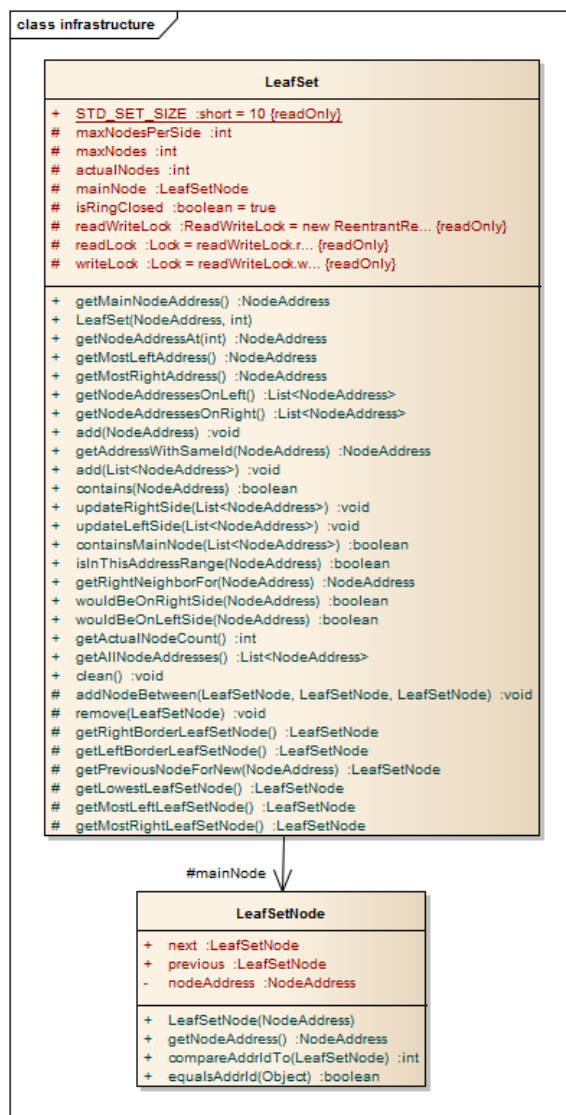 class infrastructure
LeafSet
+ STD_SET_SIZE :short = 10 {readOnly}
# maxNodesPerSide :int
# maxNodes :int
# actualNodes :int
# mainNode :LeafSetNode
# isRingClosed :boolean = true
# readWriteLock :ReadWriteLock = new ReentrantRe... {readOnly}
# readLock :Lock = readWriteLock.r... {readOnly}
# writeLock :Lock = readWriteLock.w... {readOnly}
+ getMainNodeAddress() :NodeAddress
+ LeafSet(NodeAddress, int)
+ getNodeAddressAt(int) :NodeAddress
+ getMostLeftAddress() :NodeAddress
+ getMostRightAddress() :NodeAddress
+ getNodeAddressesOnLeft() :List<NodeAddress>
+ getNodeAddressesOnRight() :List<NodeAddress>
+ add(NodeAddress) :void
+ getAddressWithSameId(NodeAddress) :NodeAddress
+ add(List<NodeAddress>) :void
+ contains(NodeAddress) :boolean
+ updateRightSide(List<NodeAddress>) :void
+ updateLeftSide(List<NodeAddress>) :void
+ containsMainNode(List<NodeAddress>) :boolean
+ isInThisAddressRange(NodeAddress) :boolean
+ getRightNeighborFor(NodeAddress) :NodeAddress
+ wouldBeOnRightSide(NodeAddress) :boolean
+ wouldBeOnLeftSide(NodeAddress) :boolean
+ getActualNodeCount() :int
+ getAllNodeAddresses() :List<NodeAddress>
+ clean() :void
# addNodeBetween(LeafSetNode, LeafSetNode, LeafSetNode) :void
# remove(LeafSetNode) :void
# getRightBorderLeafSetNode() :LeafSetNode
# getLeftBorderLeafSetNode() :LeafSetNode
# getPreviousNodeForNew(NodeAddress) :LeafSetNode
# getLowestLeafSetNode() :LeafSetNode
# getMostLeftLeafSetNode() :LeafSetNode
# getMostRightLeafSetNode() :LeafSetNode
#mainNode
LeafSetNode
+ next :LeafSetNode
+ previous :LeafSetNode
- nodeAddress :NodeAddress
+ LeafSetNode(NodeAddress)
+ getNodeAddress() :NodeAddress
+ compareAddrIdTo(LeafSetNode) :int
+ equalsAddrId(Object) :boolean